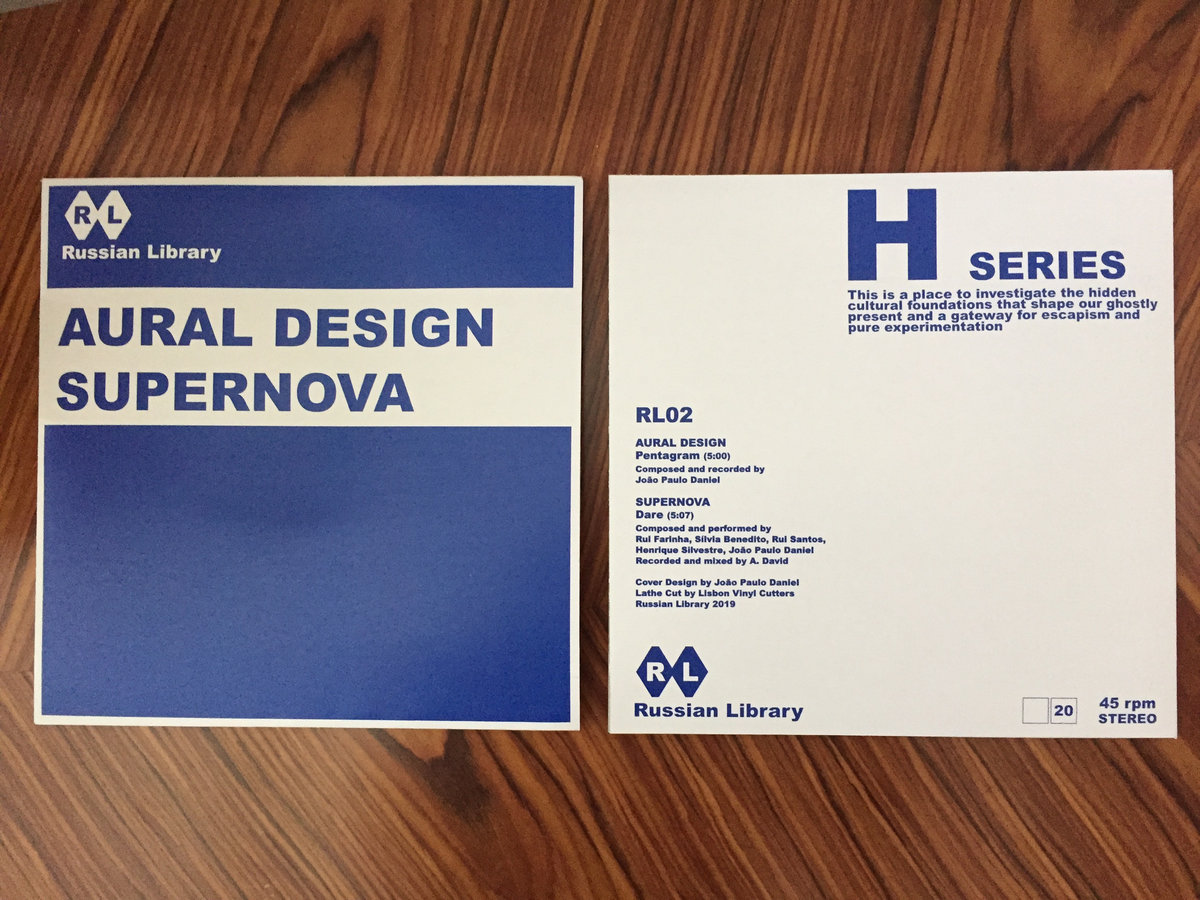 RL
Russian Library
AURAL DESIGN
SUPERNOVA
H SERIES
This is a place to investigate the hidden
cultural foundations that shape our ghostly
present and a gateway for escapism and
pure experimentation
RL02
AURAL DESIGN
Pentagram (5:00)
Composed and recorded by
João Paulo Daniel
SUPERNOVA
Dare (5:07)
Composed and performed by
Rui Farinha, Sílvia Benedito, Rui Santos,
Henrique Silvestre, João Paulo Daniel
Recorded and mixed by A. David
Cover Design by João Paulo Daniel
Lathe Cut by Lisbon Vinyl Cutters
Russian Library 2019
RL
Russian Library
20
45 rpm
STEREO